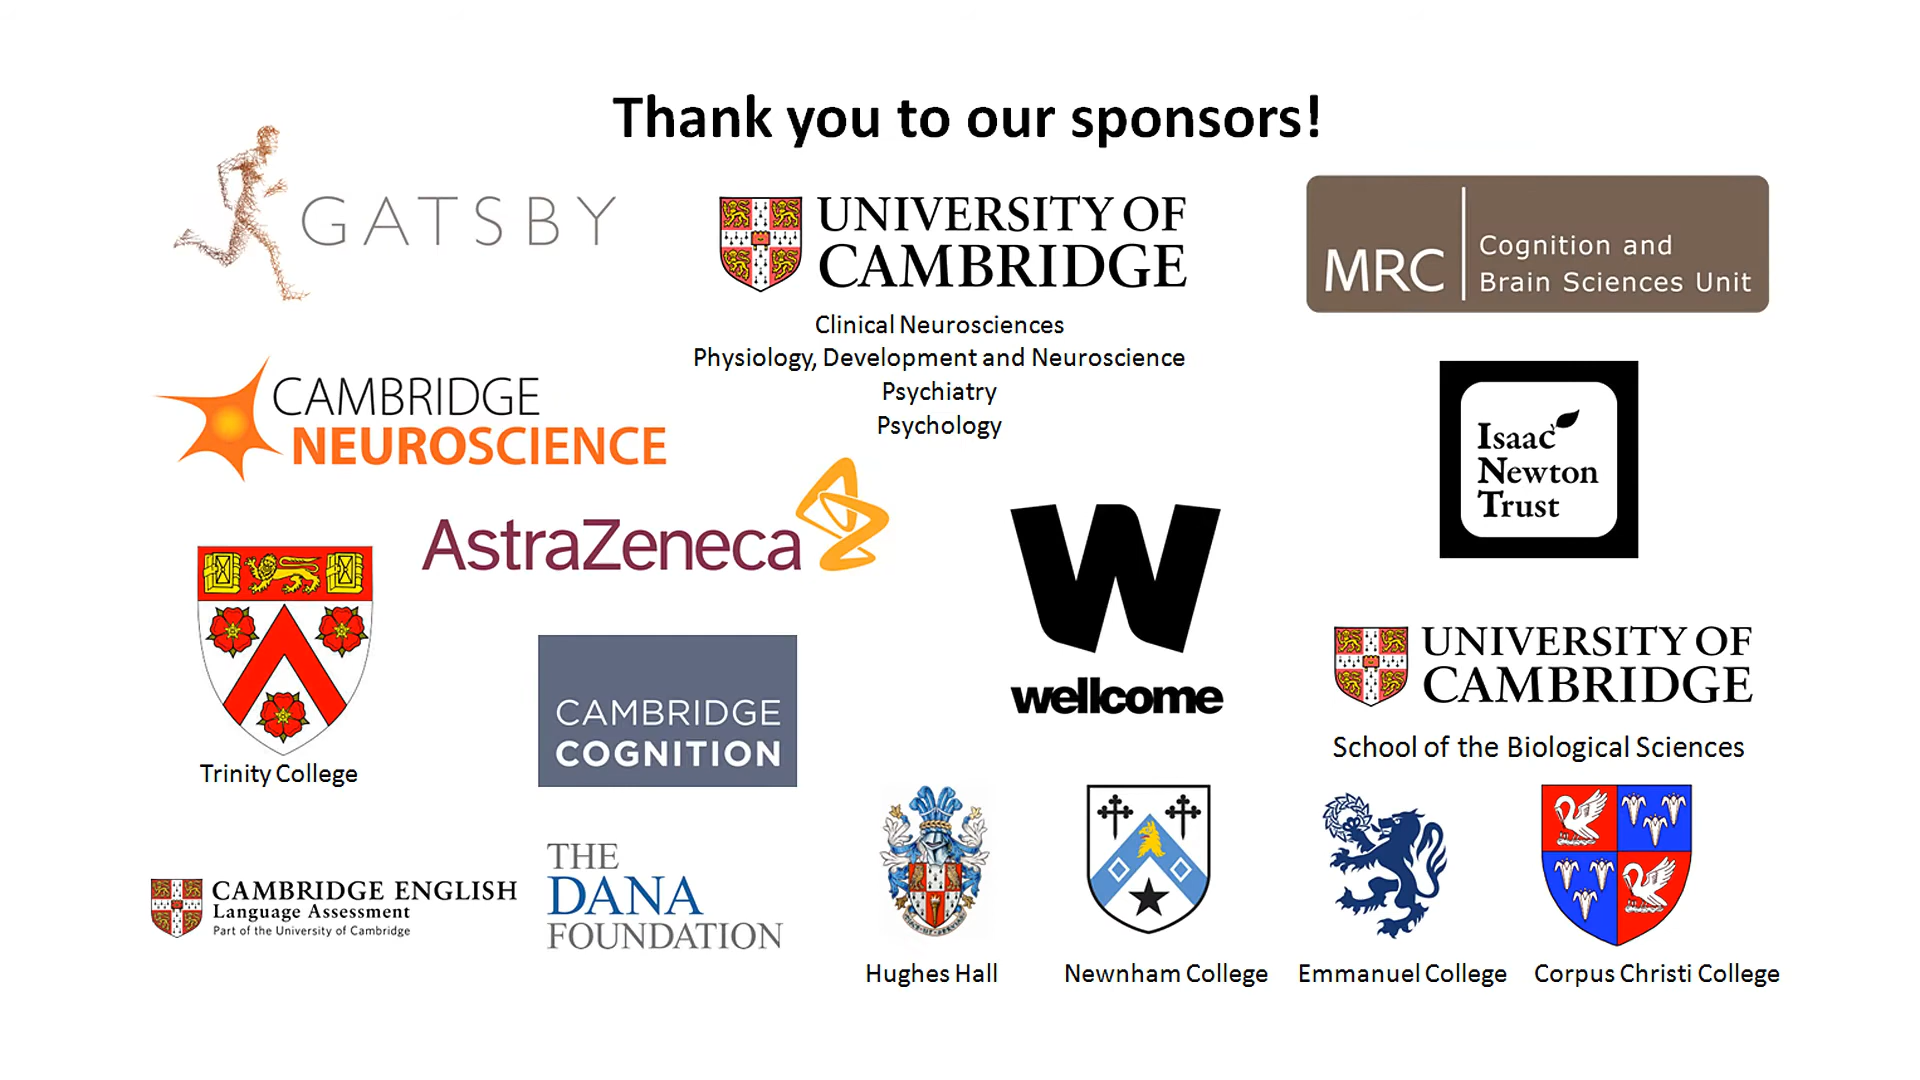 Thank you to our sponsors!
GATSBY
UNIVERSITY OF
CAMBRIDGE
Clinical Neurosciences
Physiology, Development and Neuroscience
Psychiatry
Psychology
MRC
Cognition and
Brain Sciences Unit
CAMBRIDGE
NEUROSCIENCE
Isaac
Newton
Trust
AstraZeneca
wellcome
Trinity College
CAMBRIDGE
COGNITION
UNIVERSITY OF
CAMBRIDGE
School of the Biological Sciences
CAMBRIDGE ENGLISH
Language Assessment
Part of the University of Cambridge
THE
DANA
FOUNDATION
Hughes Hall
Newnham College
Emmanuel College
Corpus Christi College